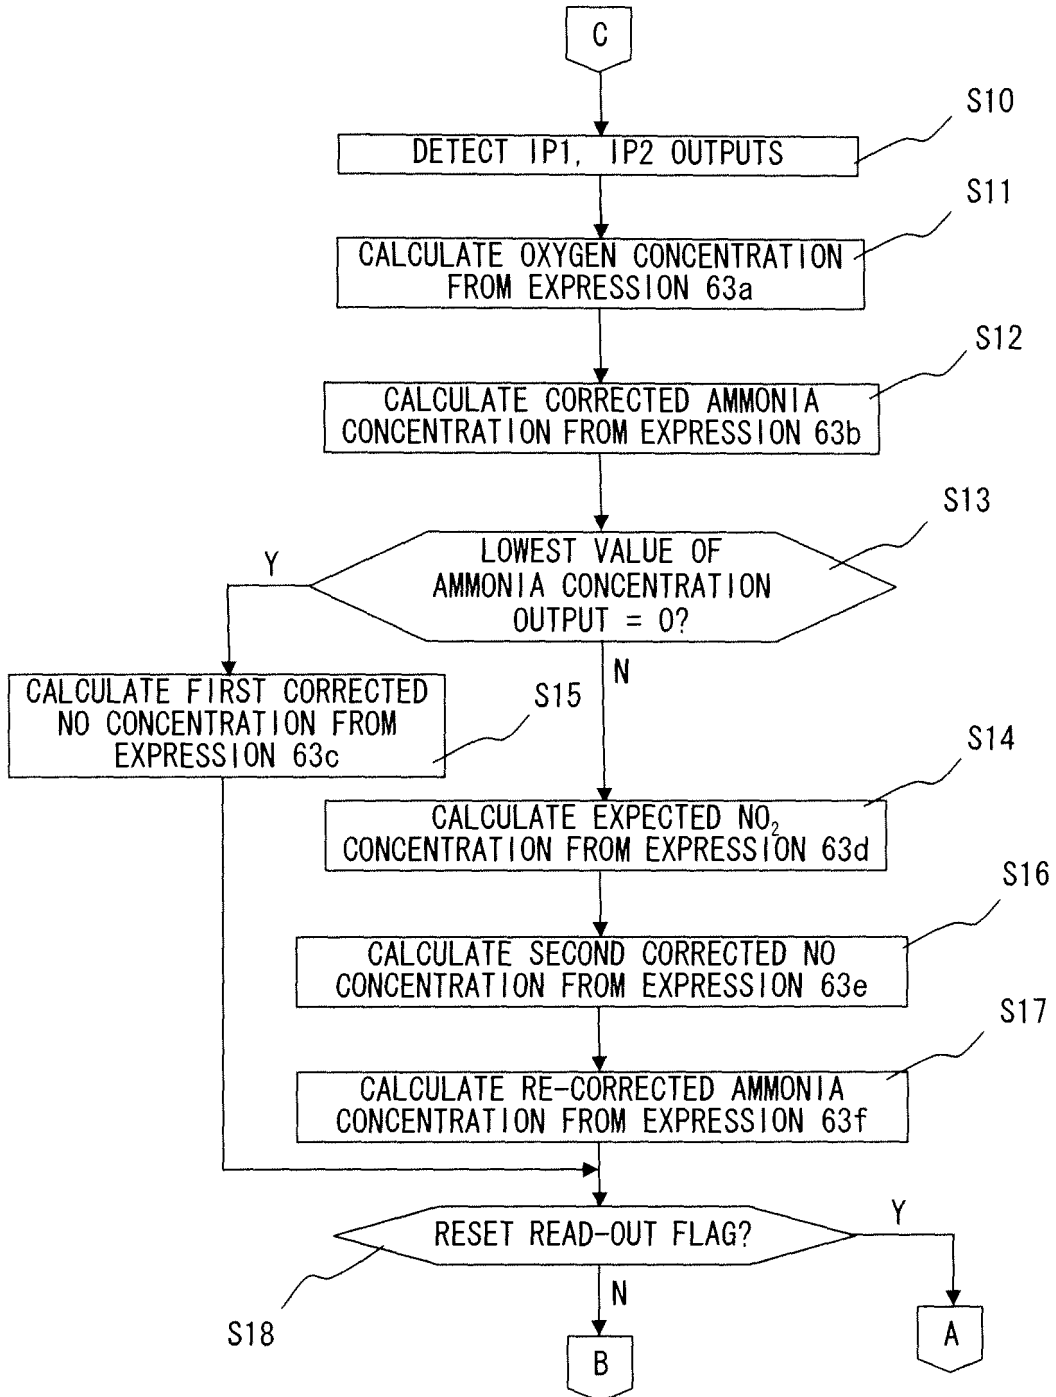 C
S10
DETECT IP1, IP2 OUTPUTS
S11
CALCULATE OXYGEN CONCENTRATION
FROM EXPRESSION 63a
S12
CALCULATE CORRECTED AMMONIA
CONCENTRATION FROM EXPRESSION 63b
S13
LOWEST VALUE OF
AMMONIA CONCENTRATION
OUTPUT = 0?
Y
N
CALCULATE FIRST CORRECTED
NO CONCENTRATION FROM
EXPRESSION 63c
S15
S14
CALCULATE EXPECTED NO₂
CONCENTRATION FROM EXPRESSION 63d
S16
CALCULATE SECOND CORRECTED NO
CONCENTRATION FROM EXPRESSION 63e
S17
CALCULATE RE-CORRECTED AMMONIA
CONCENTRATION FROM EXPRESSION 63f
RESET READ-OUT FLAG?
Y
N
S18
A
B